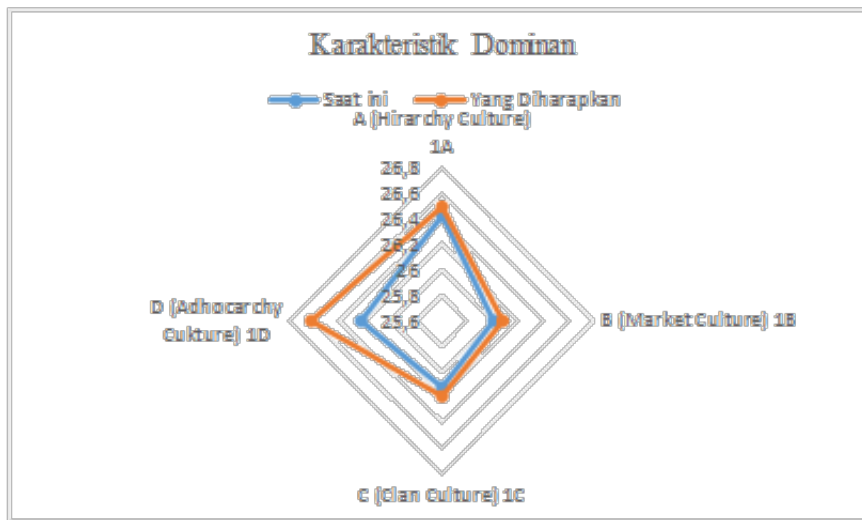 Karakteristik Dominan
Saat ini
Yang Diharapkan
A (Hirarchy Culture)
1A
26,8
26,6
26,4
26,2
26
25,8
25,6
D (Adhocarchy
Cukture) 1D
B (Market Culture) 1B
C (Clan Culture) 1C